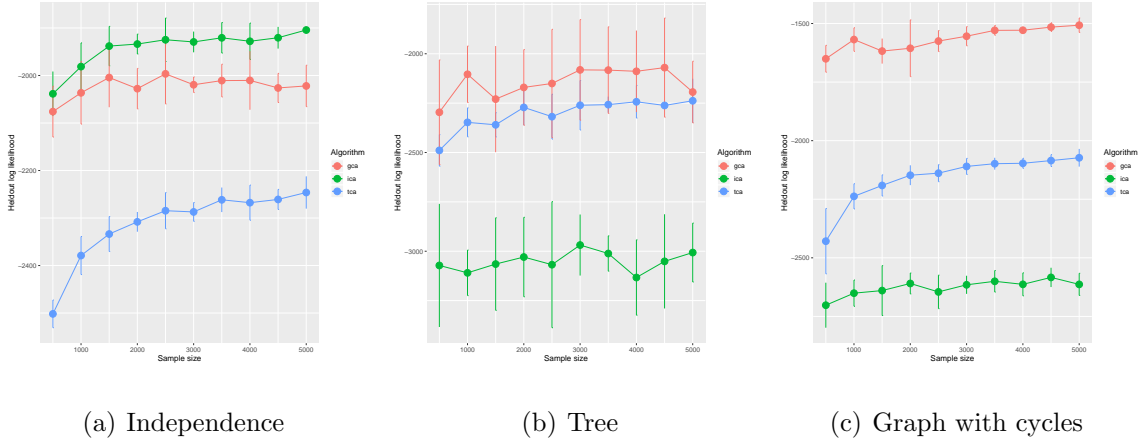 Heldout log likelihood
−2000
−2200
−2400
1000
2000
3000
4000
5000
Sample size
Algorithm
gca
ica
tca
(a) Independence
Heldout log likelihood
−2000
−2500
−3000
1000
2000
3000
4000
5000
Sample size
Algorithm
gca
ica
tca
(b) Tree
Heldout log likelihood
−1500
−2000
−2500
1000
2000
3000
4000
5000
Sample size
Algorithm
gca
ica
tca
(c) Graph with cycles